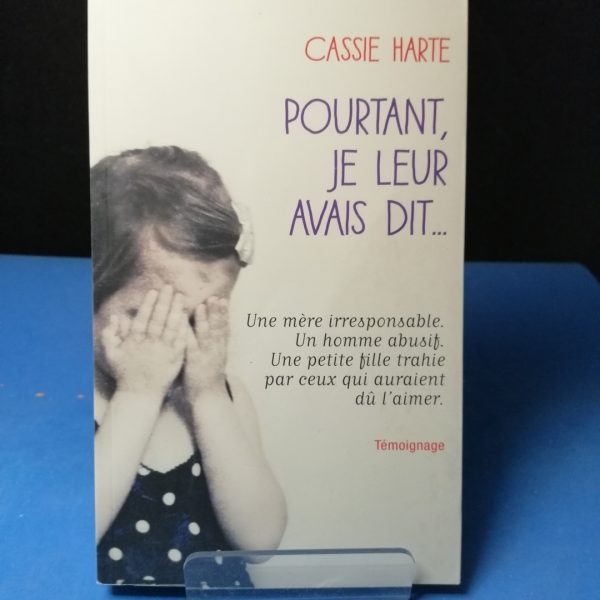 CASSIE HARTE
POURTANT,
JE LEUR
AVAIS DIT...
Une mère irresponsable.
Un homme abusif.
Une petite fille trahie
par ceux qui auraient
dû l'aimer.
Témoignage